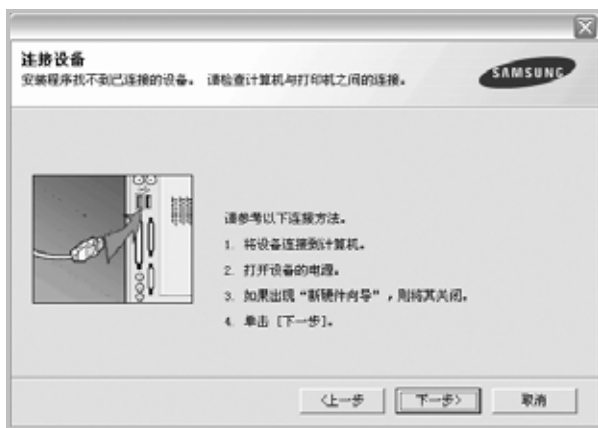 连接设备
安装程序找不到已连接的设备。 请检查计算机与打印机之间的连接。
SAMSUNG
请参考以下连接方法。
1. 将设备连接到计算机。
2. 打开设备的电源。
3. 如果出现“新硬件向导”，则将其关闭。
4. 单击 [下一步]。
<上一步
下一步>
取消